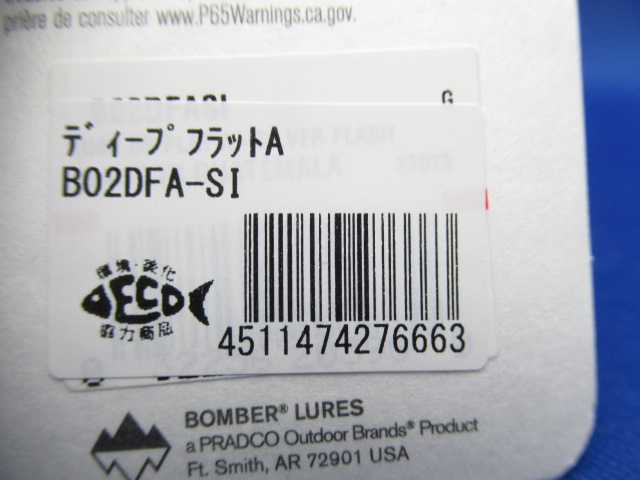 prière de consulter www.P65Warnings.ca.gov.
B02DFASI
G
ディープフラットA
B02DFA-SI
環境・美化
ECO
協力商品
4511474276663
BOMBER® LURES
a PRADCO Outdoor Brands® Product
Ft. Smith, AR 72901 USA